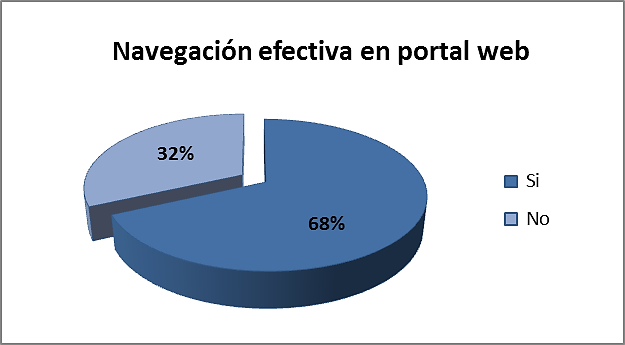 Navegación efectiva en portal web
32%
68%
Si
No